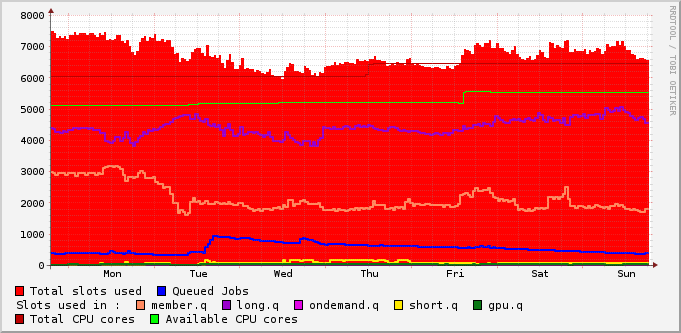 RRDTOOL / TOBI OETIKER
8000
7000
6000
5000
4000
3000
2000
1000
0
Mon Tue Wed Thu Fri Sat Sun
Total slots used Queued Jobs
Slots used in : member.q long.q ondemand.q short.q gpu.q
Total CPU cores Available CPU cores